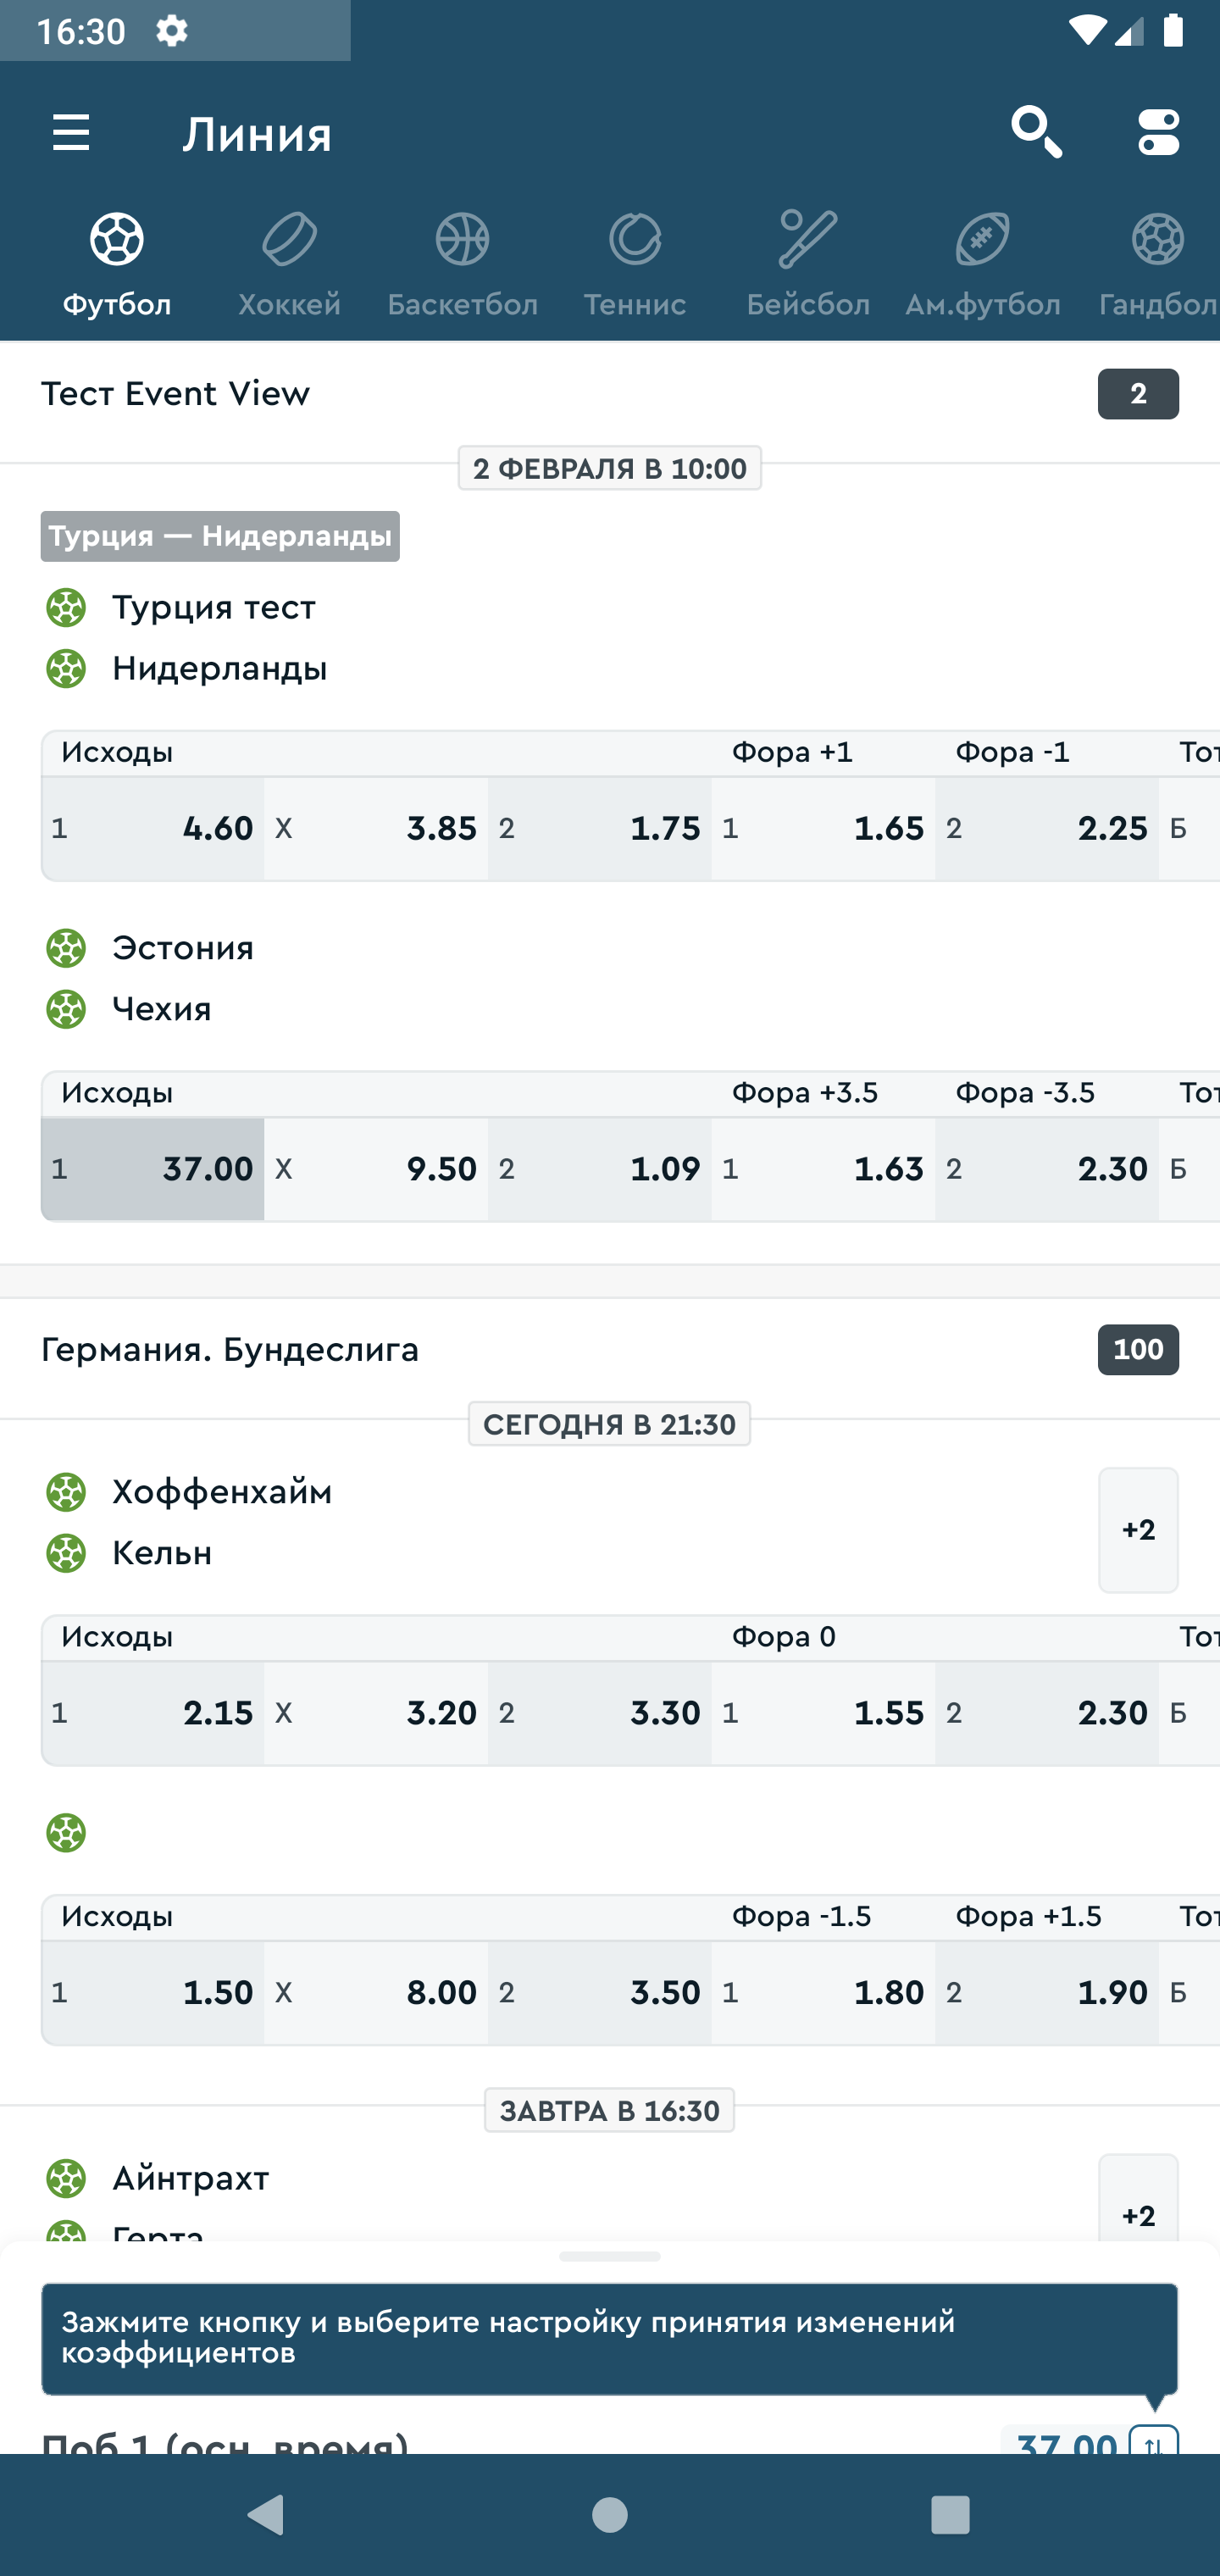 16:30
Линия
Футбол Хоккей Баскетбол Теннис Бейсбол Ам.футбол Гандбол
Тест Event View 2
2 ФЕВРАЛЯ В 10:00
Турция — Нидерланды
Турция тест
Нидерланды
Исходы Фора +1 Фора -1
1 4.60 X 3.85 2 1.75 1 1.65 2 2.25 Б
Эстония
Чехия
Исходы Фора +3.5 Фора -3.5
1 37.00 X 9.50 2 1.09 1 1.63 2 2.30 Б
Германия. Бундеслига 100
СЕГОДНЯ В 21:30
Хоффенхайм
+2
Кельн
Исходы Фора 0
1 2.15 X 3.20 2 3.30 1 1.55 2 2.30 Б
Исходы Фора -1.5 Фора +1.5
1 1.50 X 8.00 2 3.50 1 1.80 2 1.90 Б
ЗАВТРА В 16:30
Айнтрахт
+2
Герта
Зажмите кнопку и выберите настройку принятия изменений
коэффициентов
Поб 1 (осн. время) 37.00